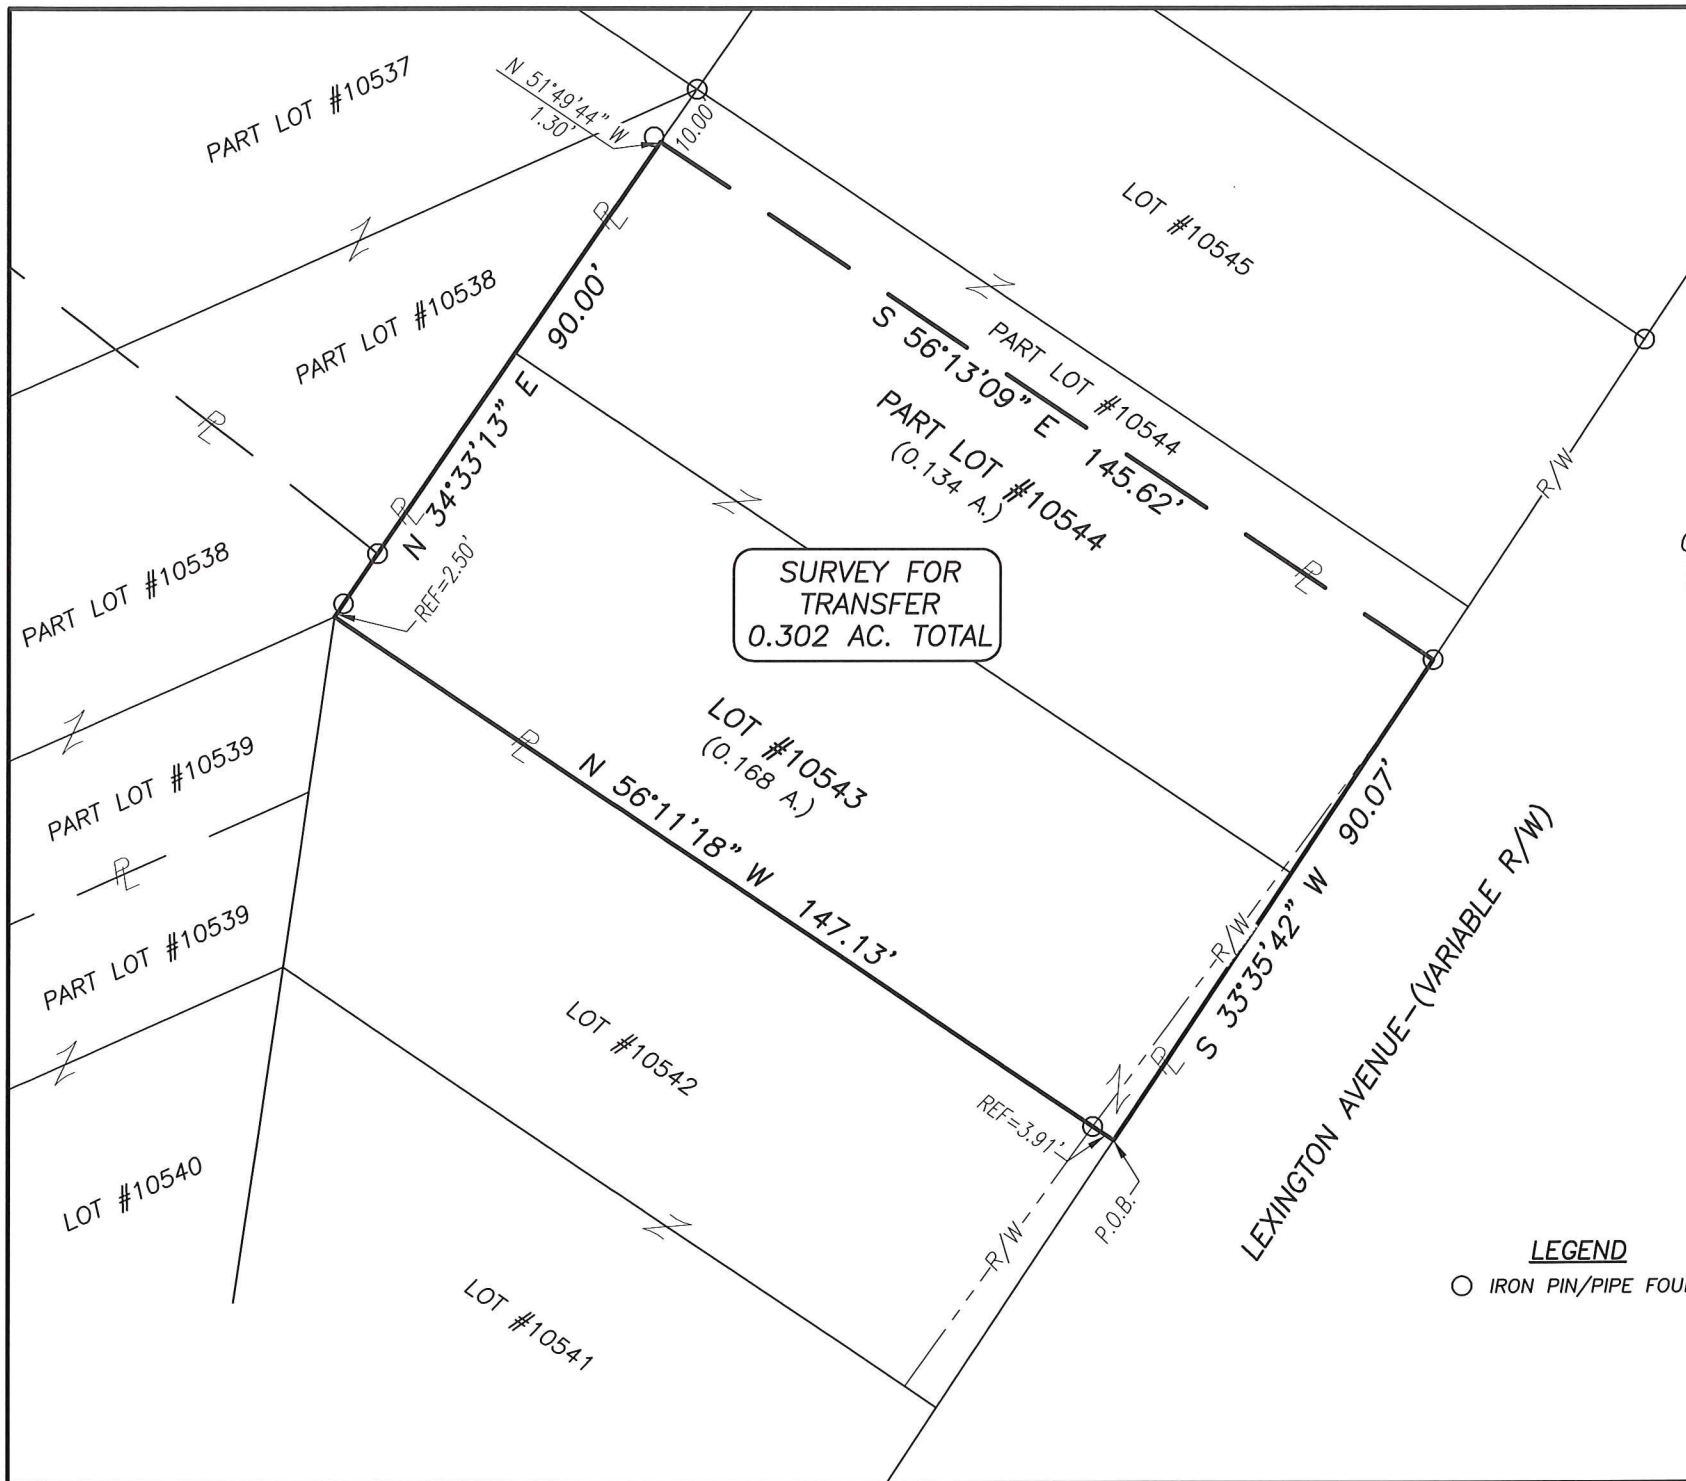 PART LOT #10537
N 51°49'44" W
1.30'
10.00'
LOT #10545
PART LOT #10538
90.00'
N 34°33'13" E
PART LOT #10544
S 56°13'09" E 145.62'
PART LOT #10544
(0.134 A.)
R/W
PART LOT #10538
REF=2.50'
SURVEY FOR
TRANSFER
0.302 AC. TOTAL
PART LOT #10539
LOT #10543
(0.168 A.)
N 56°11'18" W 147.13'
S 33°35'42" W 90.07'
R/W
LEXINGTON AVENUE-(VARIABLE R/W)
PART LOT #10539
LOT #10542
REF=3.91'
P.O.B.
R/W
LOT #10540
LOT #10541
LEGEND
IRON PIN/PIPE FOU